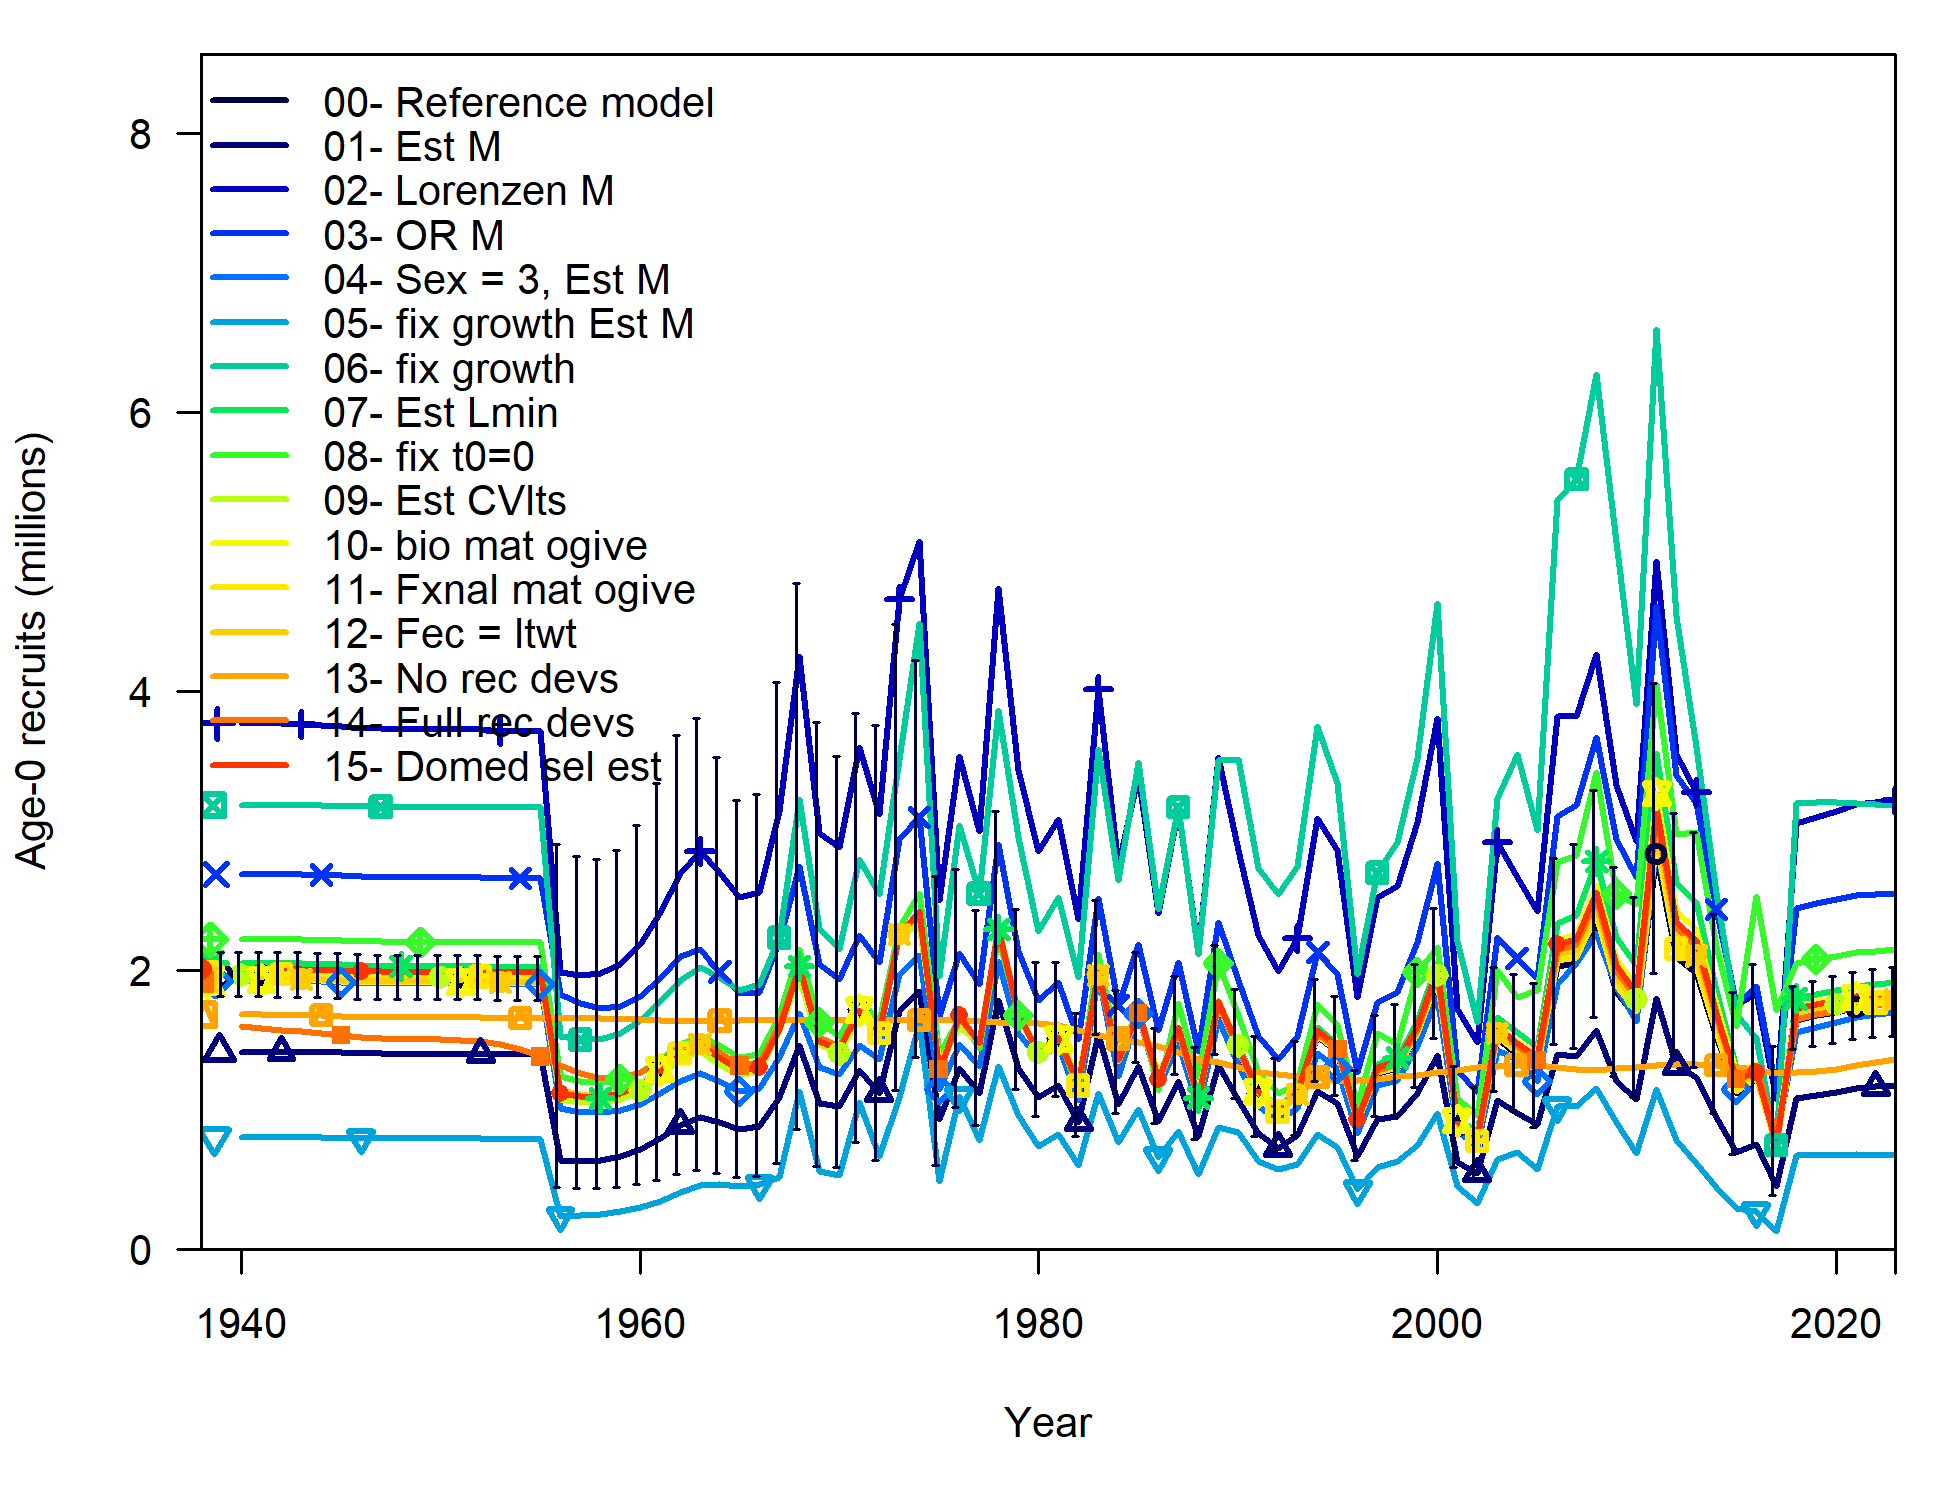 00- Reference model
01- Est M
02- Lorenzen M
03- OR M
04- Sex = 3, Est M
05- fix growth Est M
06- fix growth
07- Est Lmin
08- fix t0=0
09- Est CVlts
10- bio mat ogive
11- Fxnal mat ogive
12- Fec = ltwt
13- No rec devs
14- Full rec devs
15- Domed sel est
Age-0 recruits (millions)
8
6
4
2
0
1940 1960 1980 2000 2020
Year